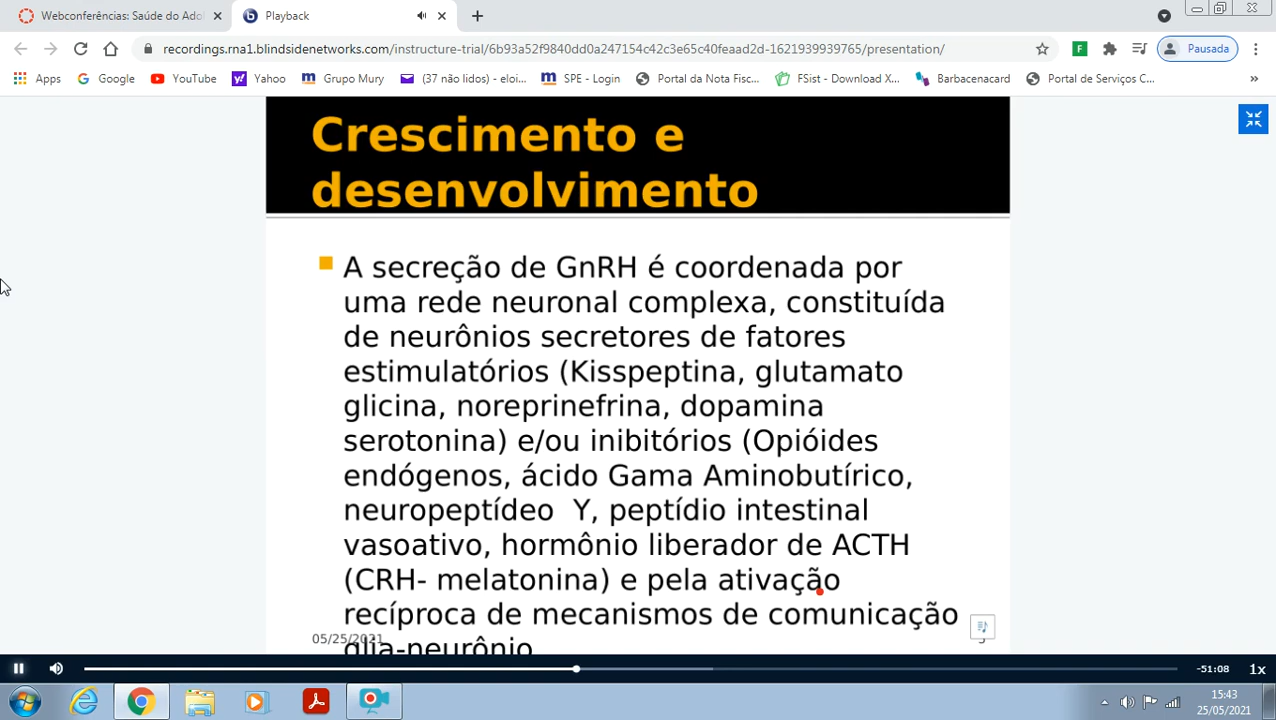 Webconferências: Saúde do Adol
Playback
recordings.rna1.blindsidenetworks.com/instructure-trial/6b93a52f9840dd0a247154c42c3e65c40feaad2d-1621939939765/presentation/
Pausada
Apps
Google
YouTube
Yahoo
Grupo Mury
(37 não lidos) - eloi...
SPE - Login
Portal da Nota Fisc...
FSist - Download X...
Barbacenacard
Portal de Serviços C...
»
Crescimento e
desenvolvimento
A secreção de GnRH é coordenada por
uma rede neuronal complexa, constituída
de neurônios secretores de fatores
estimulatórios (Kisspeptina, glutamato
glicina, noreprinefrina, dopamina
serotonina) e/ou inibitórios (Opióides
endógenos, ácido Gama Aminobutírico,
neuropeptídeo Y, peptídio intestinal
vasoativo, hormônio liberador de ACTH
(CRH- melatonina) e pela ativação
recíproca de mecanismos de comunicação
glia-neurônio
05/25/2021
-51:08
1x
15:43
25/05/2021